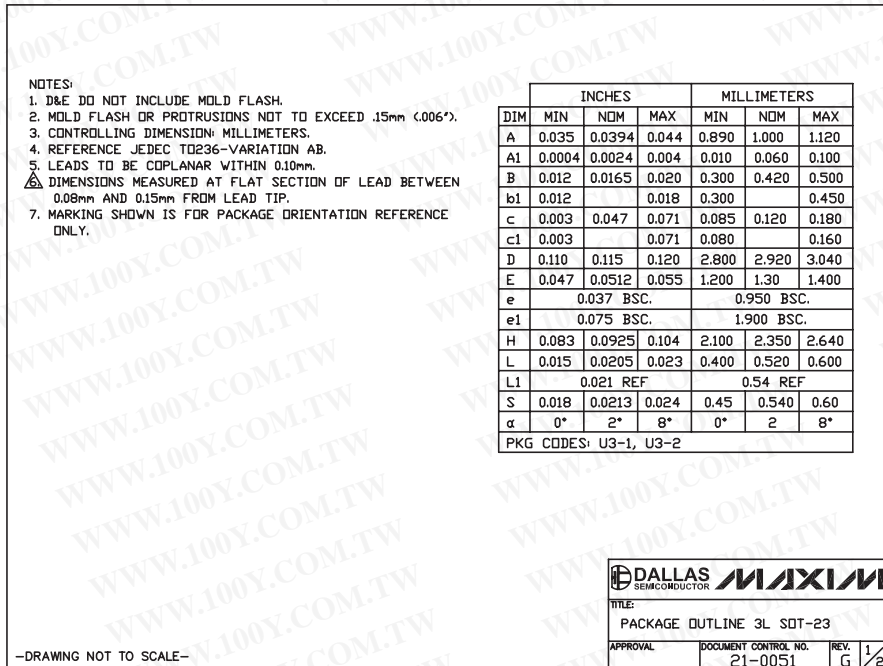 NOTES:
1. D&E DO NOT INCLUDE MOLD FLASH.
2. MOLD FLASH OR PROTRUSIONS NOT TO EXCEED .15mm (.006").
3. CONTROLLING DIMENSION: MILLIMETERS.
4. REFERENCE JEDEC TO236-VARIATION AB.
5. LEADS TO BE COPLANAR WITHIN 0.10mm.
6. DIMENSIONS MEASURED AT FLAT SECTION OF LEAD BETWEEN
0.08mm AND 0.15mm FROM LEAD TIP.
7. MARKING SHOWN IS FOR PACKAGE ORIENTATION REFERENCE
ONLY.
INCHES MILLIMETERS
DIM MIN NOM MAX MIN NOM MAX
A 0.035 0.0394 0.044 0.890 1.000 1.120
A1 0.0004 0.0024 0.004 0.010 0.060 0.100
B 0.012 0.0165 0.020 0.300 0.420 0.500
b1 0.012 0.018 0.300 0.450
c 0.003 0.047 0.071 0.085 0.120 0.180
c1 0.003 0.071 0.080 0.160
D 0.110 0.115 0.120 2.800 2.920 3.040
E 0.047 0.0512 0.055 1.200 1.30 1.400
e 0.037 BSC. 0.950 BSC.
e1 0.075 BSC. 1.900 BSC.
H 0.083 0.0925 0.104 2.100 2.350 2.640
L 0.015 0.0205 0.023 0.400 0.520 0.600
L1 0.021 REF 0.54 REF
S 0.018 0.0213 0.024 0.45 0.540 0.60
α 0° 2° 8° 0° 2 8°
PKG CODES: U3-1, U3-2
DALLAS SEMICONDUCTOR MAXIM
TITLE:
PACKAGE OUTLINE 3L SOT-23
APPROVAL DOCUMENT CONTROL NO. REV.
21-0051 G 1/2
-DRAWING NOT TO SCALE-
WWW.100Y.COM.TW